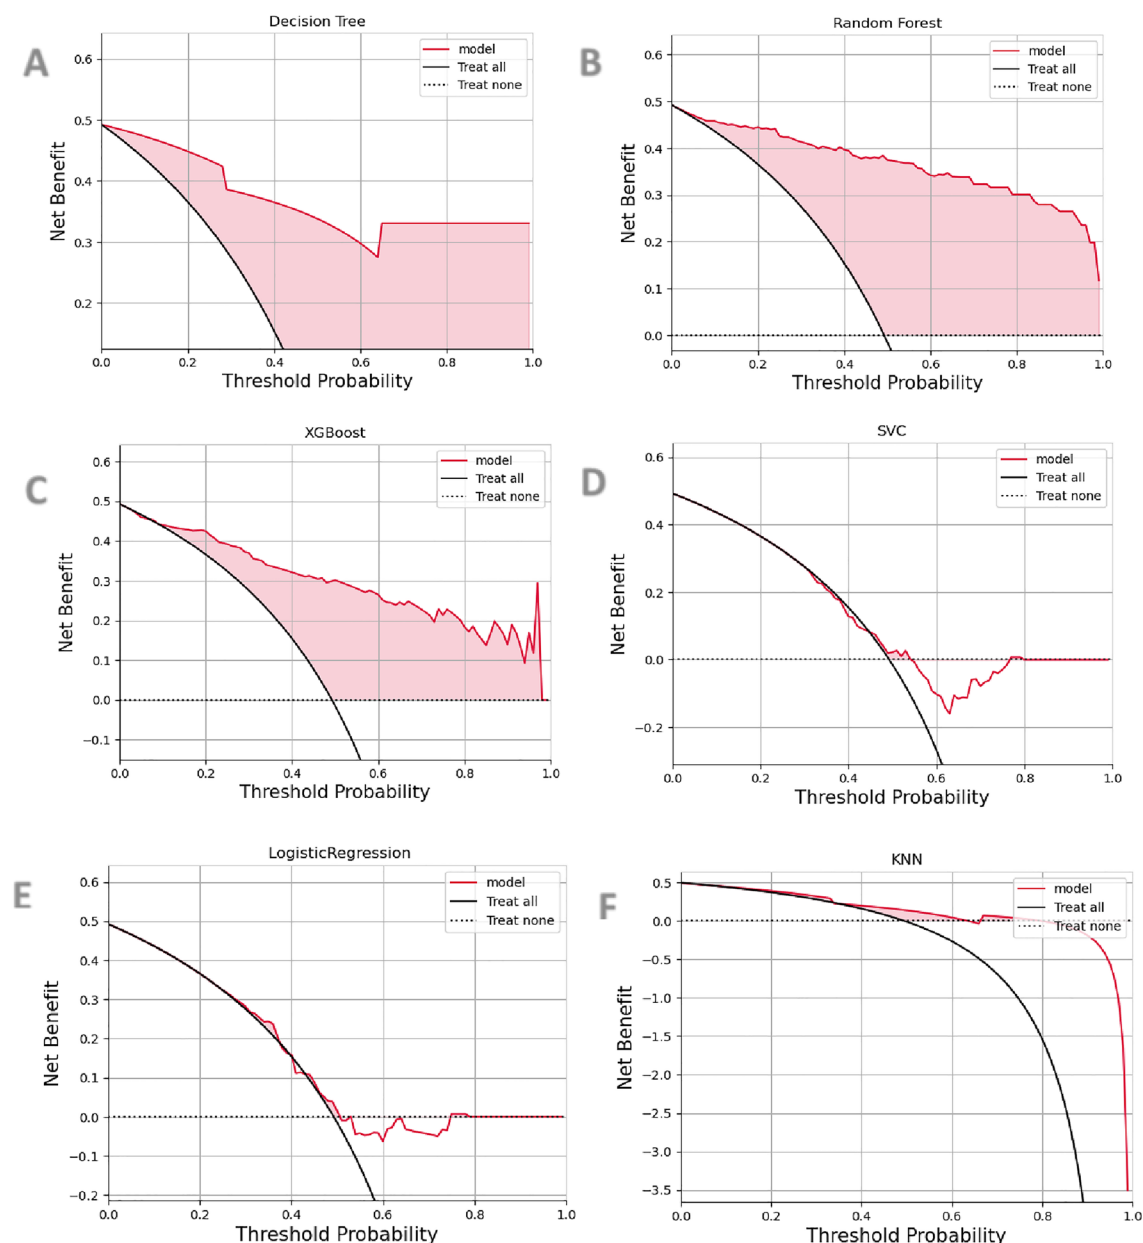 A
Decision Tree
model
Treat all
Treat none
Net Benefit
0.6
0.5
0.4
0.3
0.2
0.0 0.2 0.4 0.6 0.8 1.0
Threshold Probability
B
Random Forest
model
Treat all
Treat none
Net Benefit
0.6
0.5
0.4
0.3
0.2
0.1
0.0
0.0 0.2 0.4 0.6 0.8 1.0
Threshold Probability
C
XGBoost
model
Treat all
Treat none
Net Benefit
0.6
0.5
0.4
0.3
0.2
0.1
0.0
−0.1
0.0 0.2 0.4 0.6 0.8 1.0
Threshold Probability
D
SVC
model
Treat all
Treat none
Net Benefit
0.6
0.4
0.2
0.0
−0.2
0.0 0.2 0.4 0.6 0.8 1.0
Threshold Probability
E
LogisticRegression
model
Treat all
Treat none
Net Benefit
0.6
0.5
0.4
0.3
0.2
0.1
0.0
−0.1
−0.2
0.0 0.2 0.4 0.6 0.8 1.0
Threshold Probability
F
KNN
model
Treat all
Treat none
Net Benefit
0.5
0.0
−0.5
−1.0
−1.5
−2.0
−2.5
−3.0
−3.5
0.0 0.2 0.4 0.6 0.8 1.0
Threshold Probability